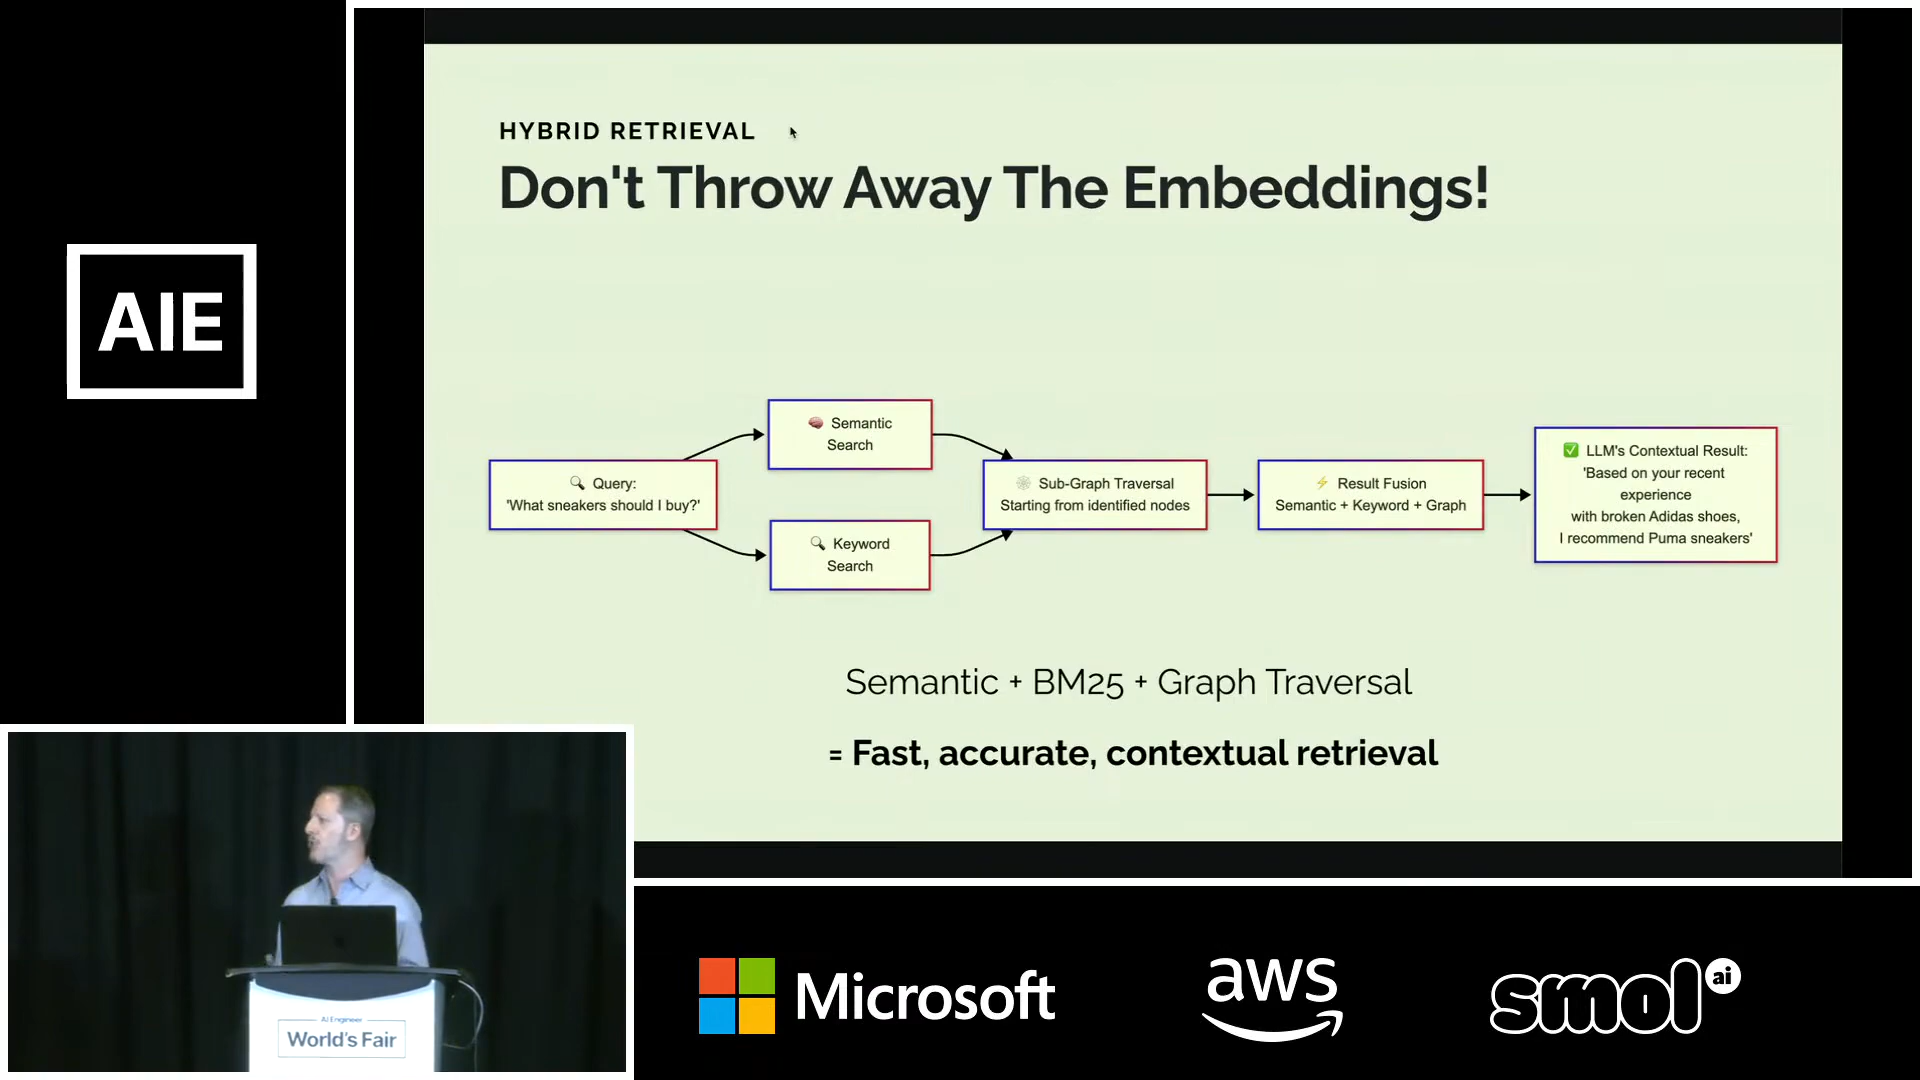 AIE
HYBRID RETRIEVAL
Don't Throw Away The Embeddings!
Query:
'What sneakers should I buy?'
Semantic
Search
Keyword
Search
Sub-Graph Traversal
Starting from identified nodes
Result Fusion
Semantic + Keyword + Graph
LLM's Contextual Result:
'Based on your recent
experience
with broken Adidas shoes,
I recommend Puma sneakers'
Semantic + BM25 + Graph Traversal
= Fast, accurate, contextual retrieval
AI Engineer
World's Fair
Microsoft
aws
smol ai